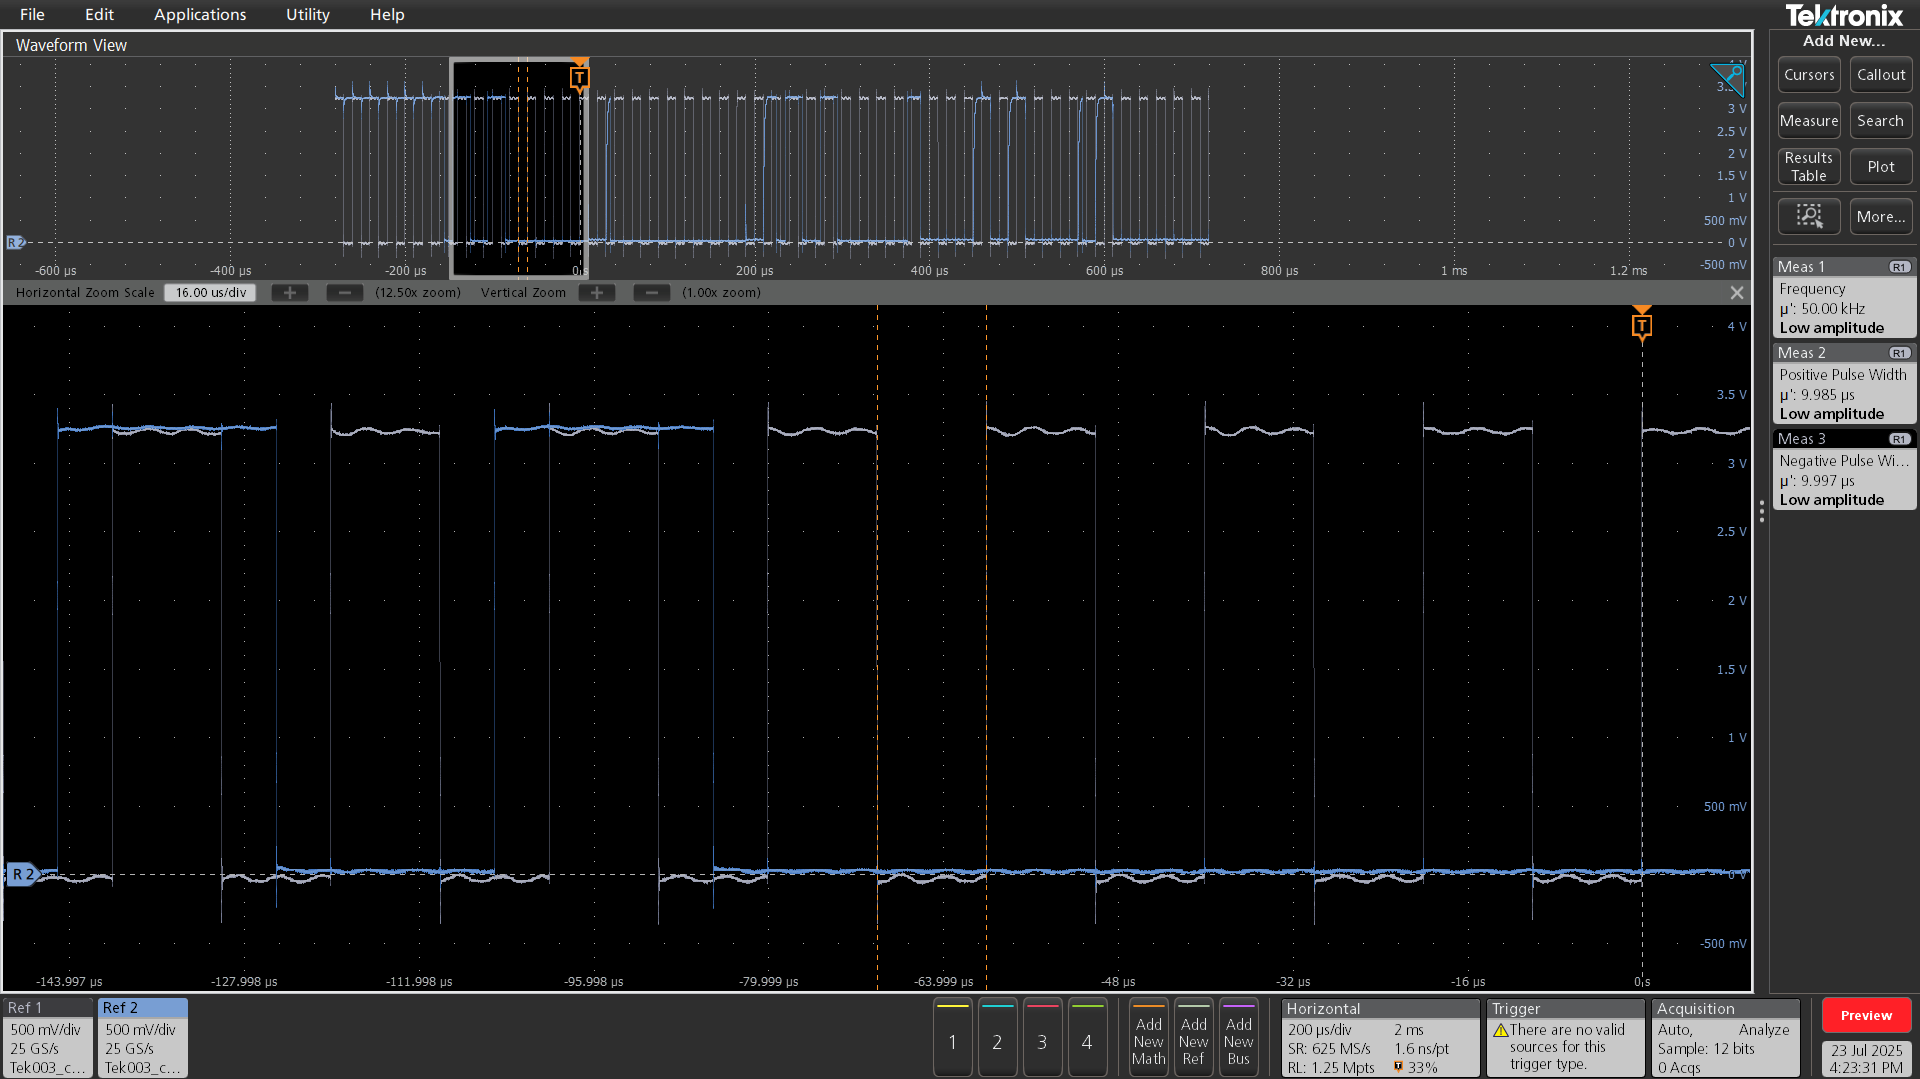 File Edit Applications Utility Help
Tektronix
Waveform View
Add New...
Cursors Callout
Measure Search
Results Table Plot
More...
T
3 V
2.5 V
2 V
1.5 V
1 V
500 mV
0 V
-500 mV
R 2
-600 µs -400 µs -200 µs 0 s 200 µs 400 µs 600 µs 800 µs 1 ms 1.2 ms
Horizontal Zoom Scale 16.00 us/div + − (12.50x zoom) Vertical Zoom + − (1.00x zoom)
Meas 1 R1
Frequency
µ': 50.00 kHz
Low amplitude
Meas 2 R1
Positive Pulse Width
µ': 9.985 µs
Low amplitude
Meas 3 R1
Negative Pulse Wi...
µ': 9.997 µs
Low amplitude
T
4 V
3.5 V
3 V
2.5 V
2 V
1.5 V
1 V
500 mV
0 V
-500 mV
R 2
-143.997 µs -127.998 µs -111.998 µs -95.998 µs -79.999 µs -63.999 µs -48 µs -32 µs -16 µs 0 s
Ref 1
500 mV/div
25 GS/s
Tek003_c...
Ref 2
500 mV/div
25 GS/s
Tek003_c...
1 2 3 4
Add New Math
Add New Ref
Add New Bus
Horizontal
200 µs/div 2 ms
SR: 625 MS/s 1.6 ns/pt
RL: 1.25 Mpts 33%
Trigger
There are no valid
sources for this
trigger type.
Acquisition
Auto, Analyze
Sample: 12 bits
0 Acqs
Preview
23 Jul 2025
4:23:31 PM